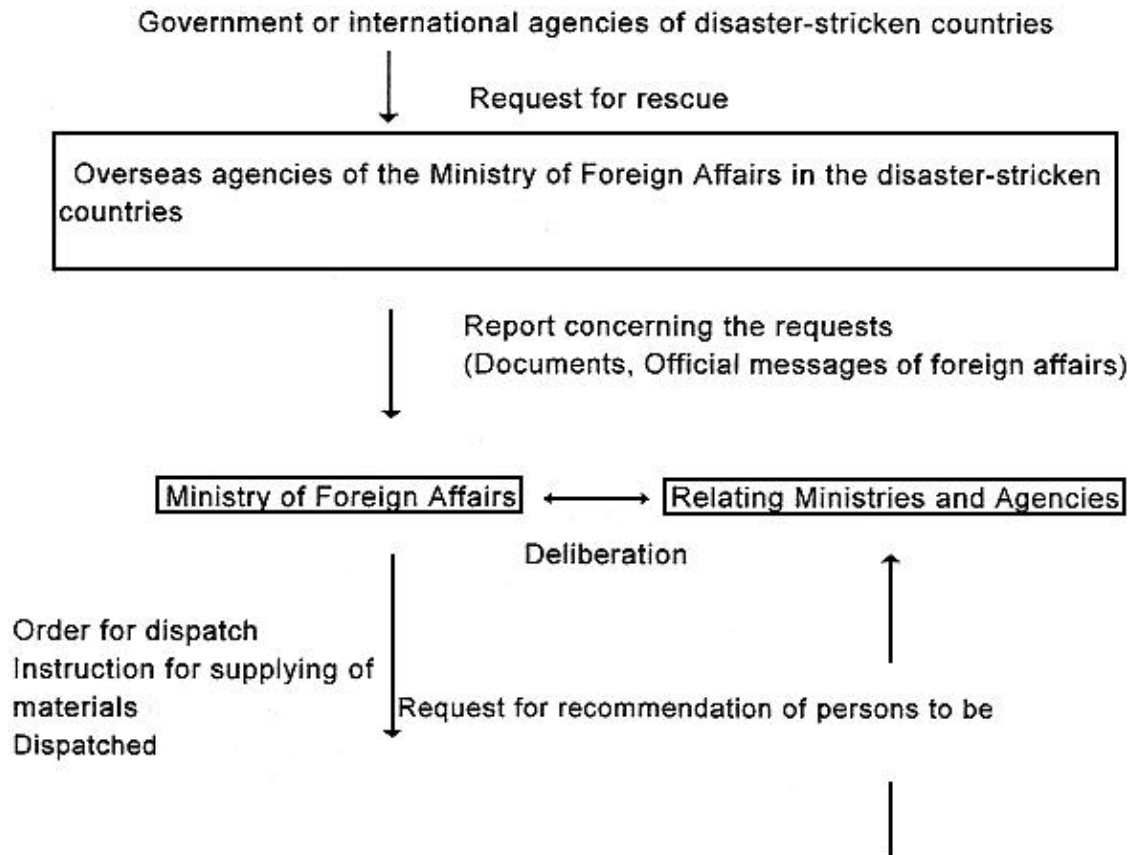 Government or international agencies of disaster-stricken countries
Request for rescue
Overseas agencies of the Ministry of Foreign Affairs in the disaster-stricken
countries
Report concerning the requests
(Documents, Official messages of foreign affairs)
Ministry of Foreign Affairs
Relating Ministries and Agencies
Deliberation
Order for dispatch
Instruction for supplying of
materials
Dispatched
Request for recommendation of persons to be